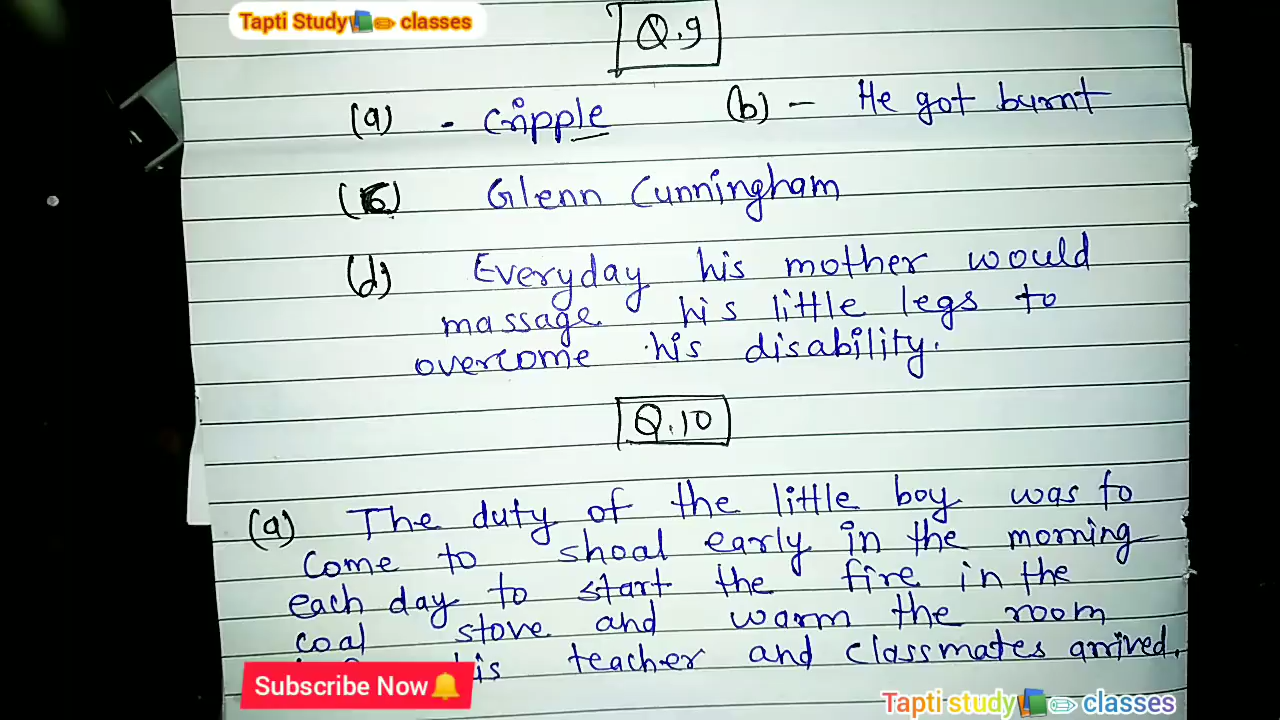 Tapti Study classes
Q.9
(a) - Cripple (b) - He got burnt
(c) Glenn Cunningham
(d) Everyday his mother would
massage his little legs to
overcome his disability.
Q.10
(a) The duty of the little boy was to
Come to shoal early in the morning
each day to start the fire in the
coal stove and warm the room
his teacher and classmates arrived.
Subscribe Now
Tapti study classes